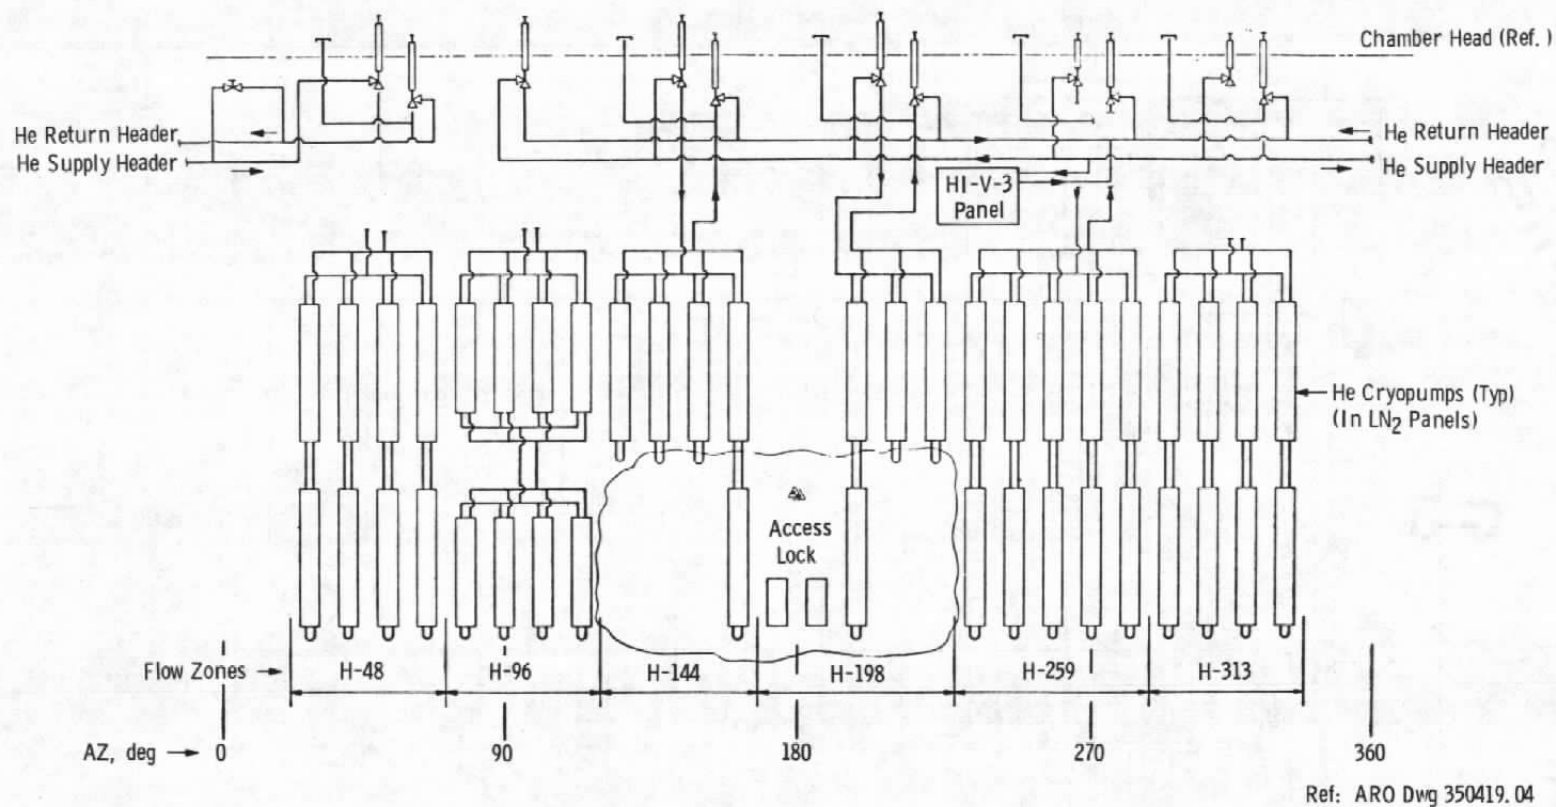 Chamber Head (Ref. )
He Return Header
He Supply Header
He Return Header
He Supply Header
HI-V-3
Panel
He Cryopumps (Typ)
(In LN2 Panels)
Access
Lock
Flow Zones
H-48
H-96
H-144
H-198
H-259
H-313
AZ, deg
0
90
180
270
360
Ref: ARO Dwg 350419.04